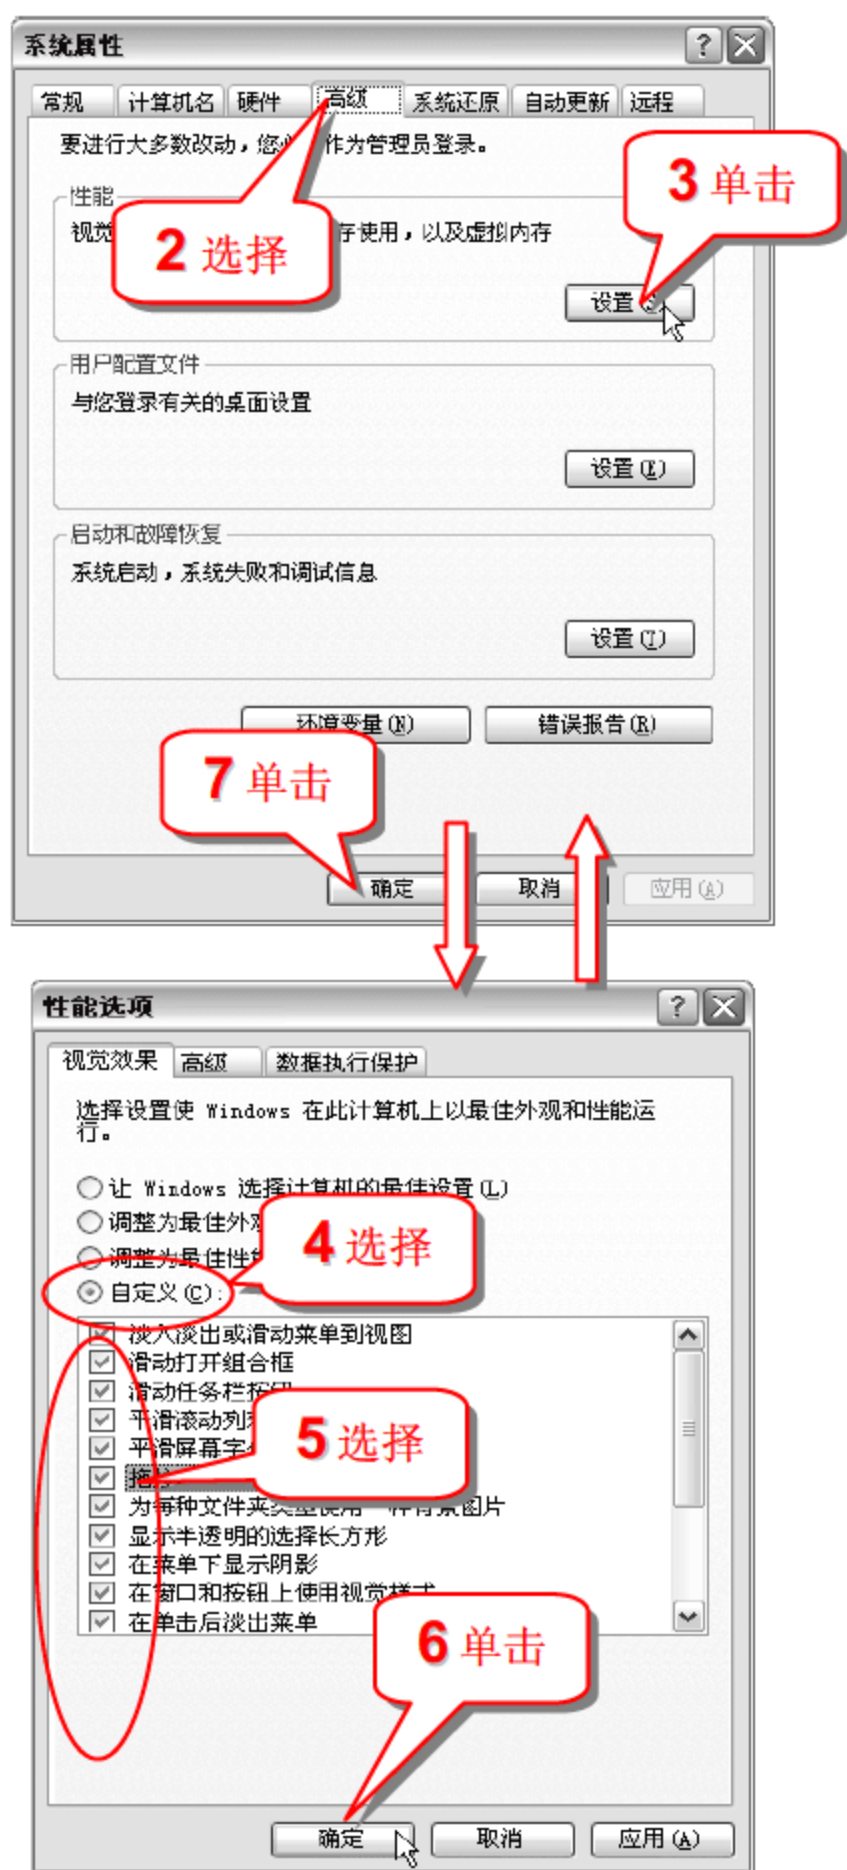 系统属性
常规 计算机名 硬件 高级 系统还原 自动更新 远程
要进行大多数改动，您 作为管理员登录。
3 单击
性能
视觉 存使用，以及虚拟内存
2 选择
设置
用户配置文件
与您登录有关的桌面设置
设置(E)
启动和故障恢复
系统启动，系统失败和调试信息
设置(T)
环境变量(N) 错误报告(R)
7 单击
确定 取消 应用(A)
性能选项
视觉效果 高级 数据执行保护
选择设置使 Windows 在此计算机上以最佳外观和性能运
行。
让 Windows 选择计算机的最佳设置(L)
调整为最佳外观
调整为最佳性能
4 选择
自定义(C):
淡入淡出或滑动菜单到视图
滑动打开组合框
滑动任务栏按钮
平滑滚动列
平滑屏幕字
5 选择
拖
为每种文件夹类型使用一种背景图片
显示半透明的选择长方形
在菜单下显示阴影
在窗口和按钮上使用视觉样式
在单击后淡出菜单
6 单击
确定 取消 应用(A)